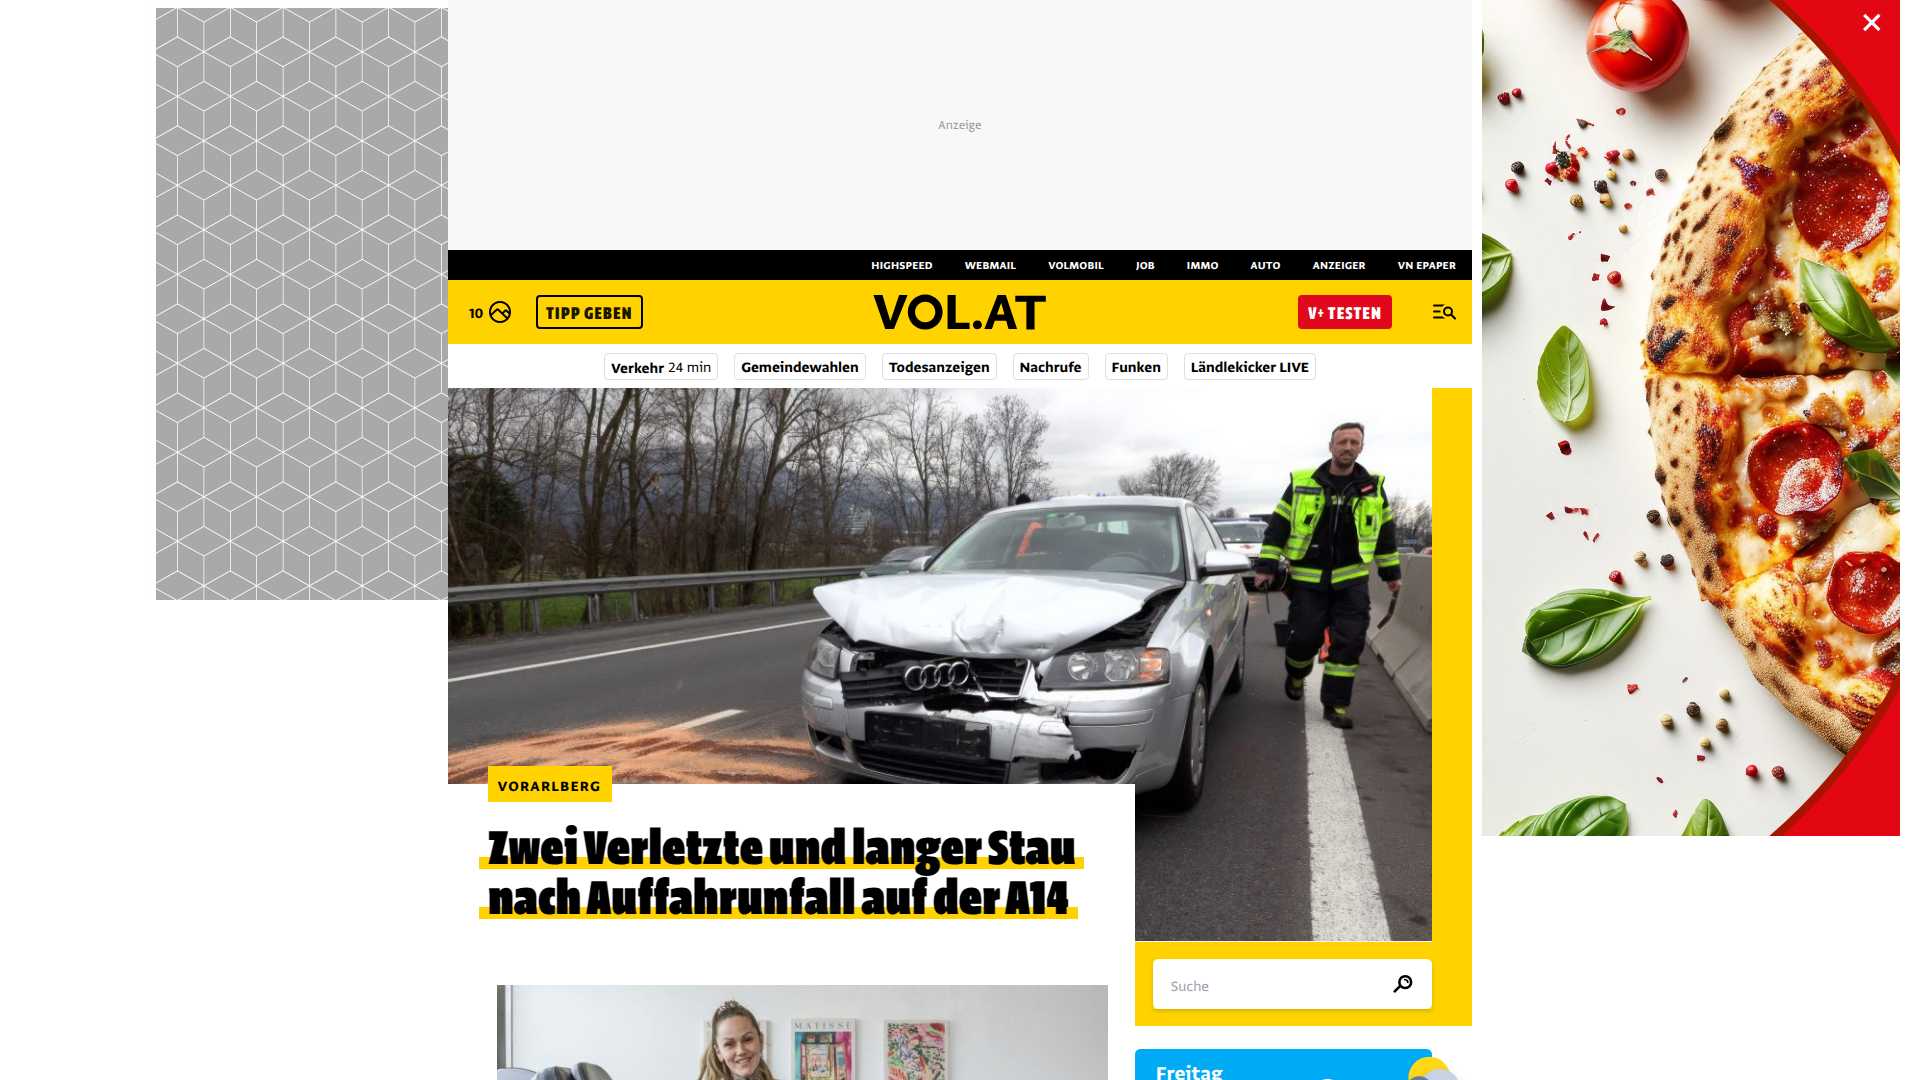 Anzeige
HIGHSPEED WEBMAIL VOLMOBIL JOB IMMO AUTO ANZEIGER VN EPAPER
10 TIPP GEBEN VOL.AT V+ TESTEN
Verkehr 24 min Gemeindewahlen Todesanzeigen Nachrufe Funken Ländlekicker LIVE
VORARLBERG
Zwei Verletzte und langer Stau
nach Auffahrunfall auf der A14
Suche
MATISSE
Freitag